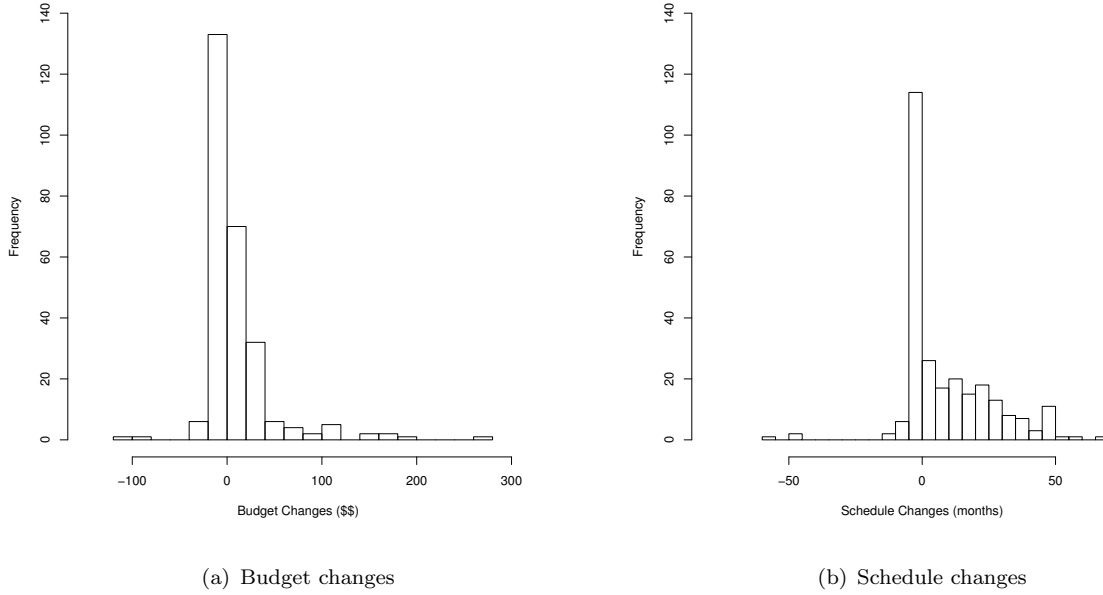 140
120
100
80
60
40
20
0
Frequency
−100 0 100 200 300
Budget Changes ($$)
(a) Budget changes
140
120
100
80
60
40
20
0
Frequency
−50 0 50
Schedule Changes (months)
(b) Schedule changes